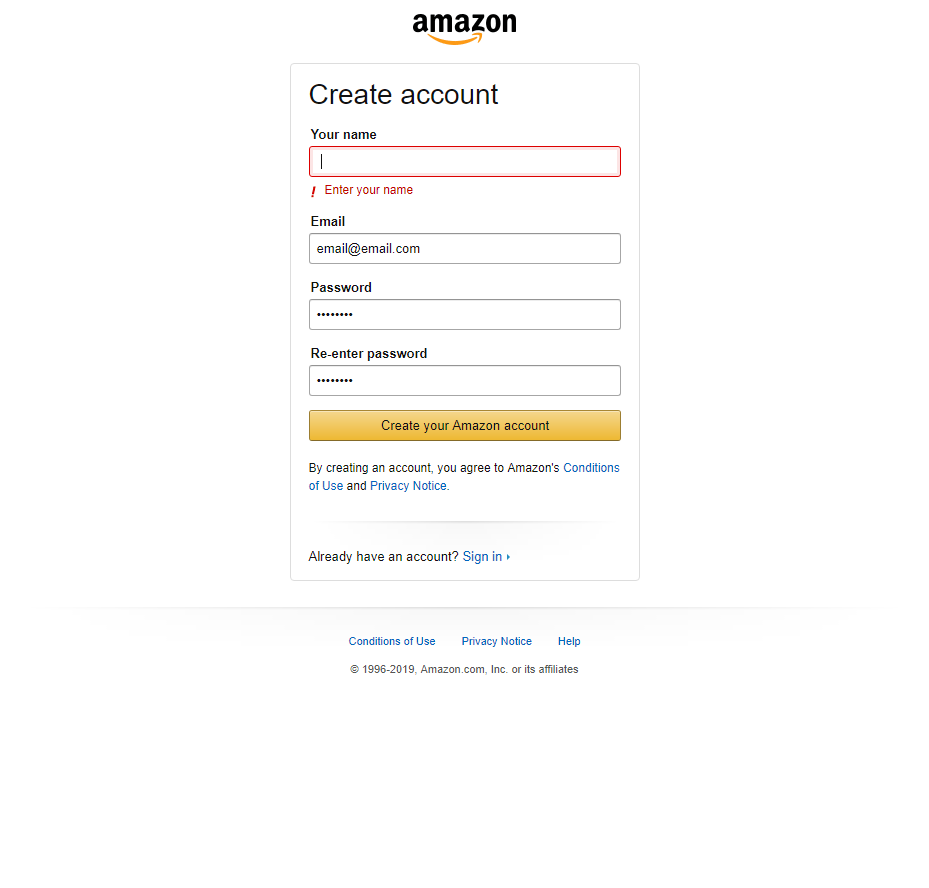 amazon
Create account
Your name
! Enter your name
Email
email@email.com
Password
••••••••
Re-enter password
••••••••
Create your Amazon account
By creating an account, you agree to Amazon's Conditions
of Use and Privacy Notice.
Already have an account? Sign in
Conditions of Use Privacy Notice Help
© 1996-2019, Amazon.com, Inc. or its affiliates